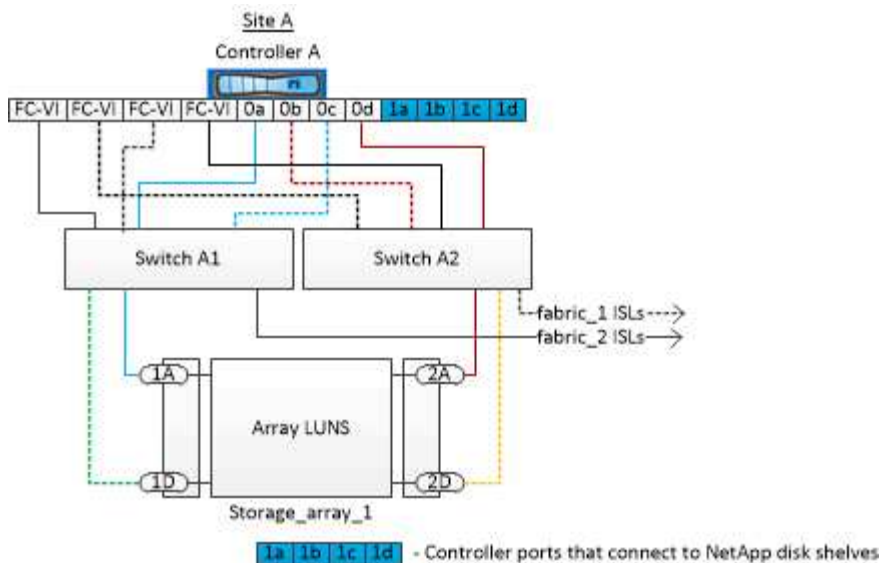 Site A
Controller A
FC-VI FC-VI FC-VI FC-VI 0a 0b 0c 0d 1a 1b 1c 1d
Switch A1
Switch A2
fabric_1 ISLs
fabric_2 ISLs
1A
2A
Array LUNS
1D
2D
Storage_array_1
1a 1b 1c 1d - Controller ports that connect to NetApp disk shelves